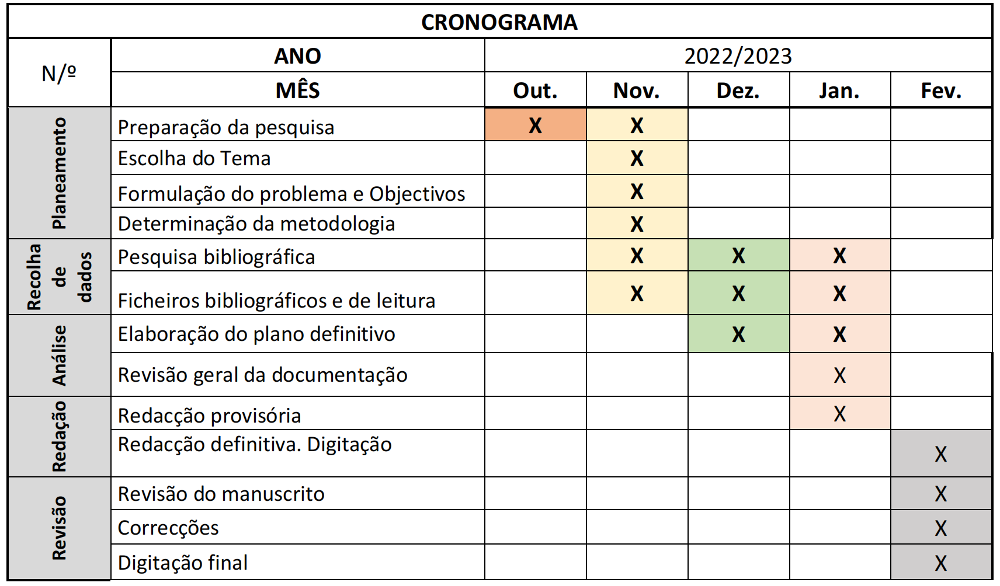 CRONOGRAMA
N/º ANO 2022/2023
MÊS Out. Nov. Dez. Jan. Fev.
Planeamento
Preparação da pesquisa X X
Escolha do Tema X
Formulação do problema e Objectivos X
Determinação da metodologia X
Recolha
de
dados
Pesquisa bibliográfica X X X
Ficheiros bibliográficos e de leitura X X X
Análise
Elaboração do plano definitivo X X
Revisão geral da documentação X
Redação
Redacção provisória X
Redacção definitiva. Digitação X
Revisão
Revisão do manuscrito X
Correcções X
Digitação final X